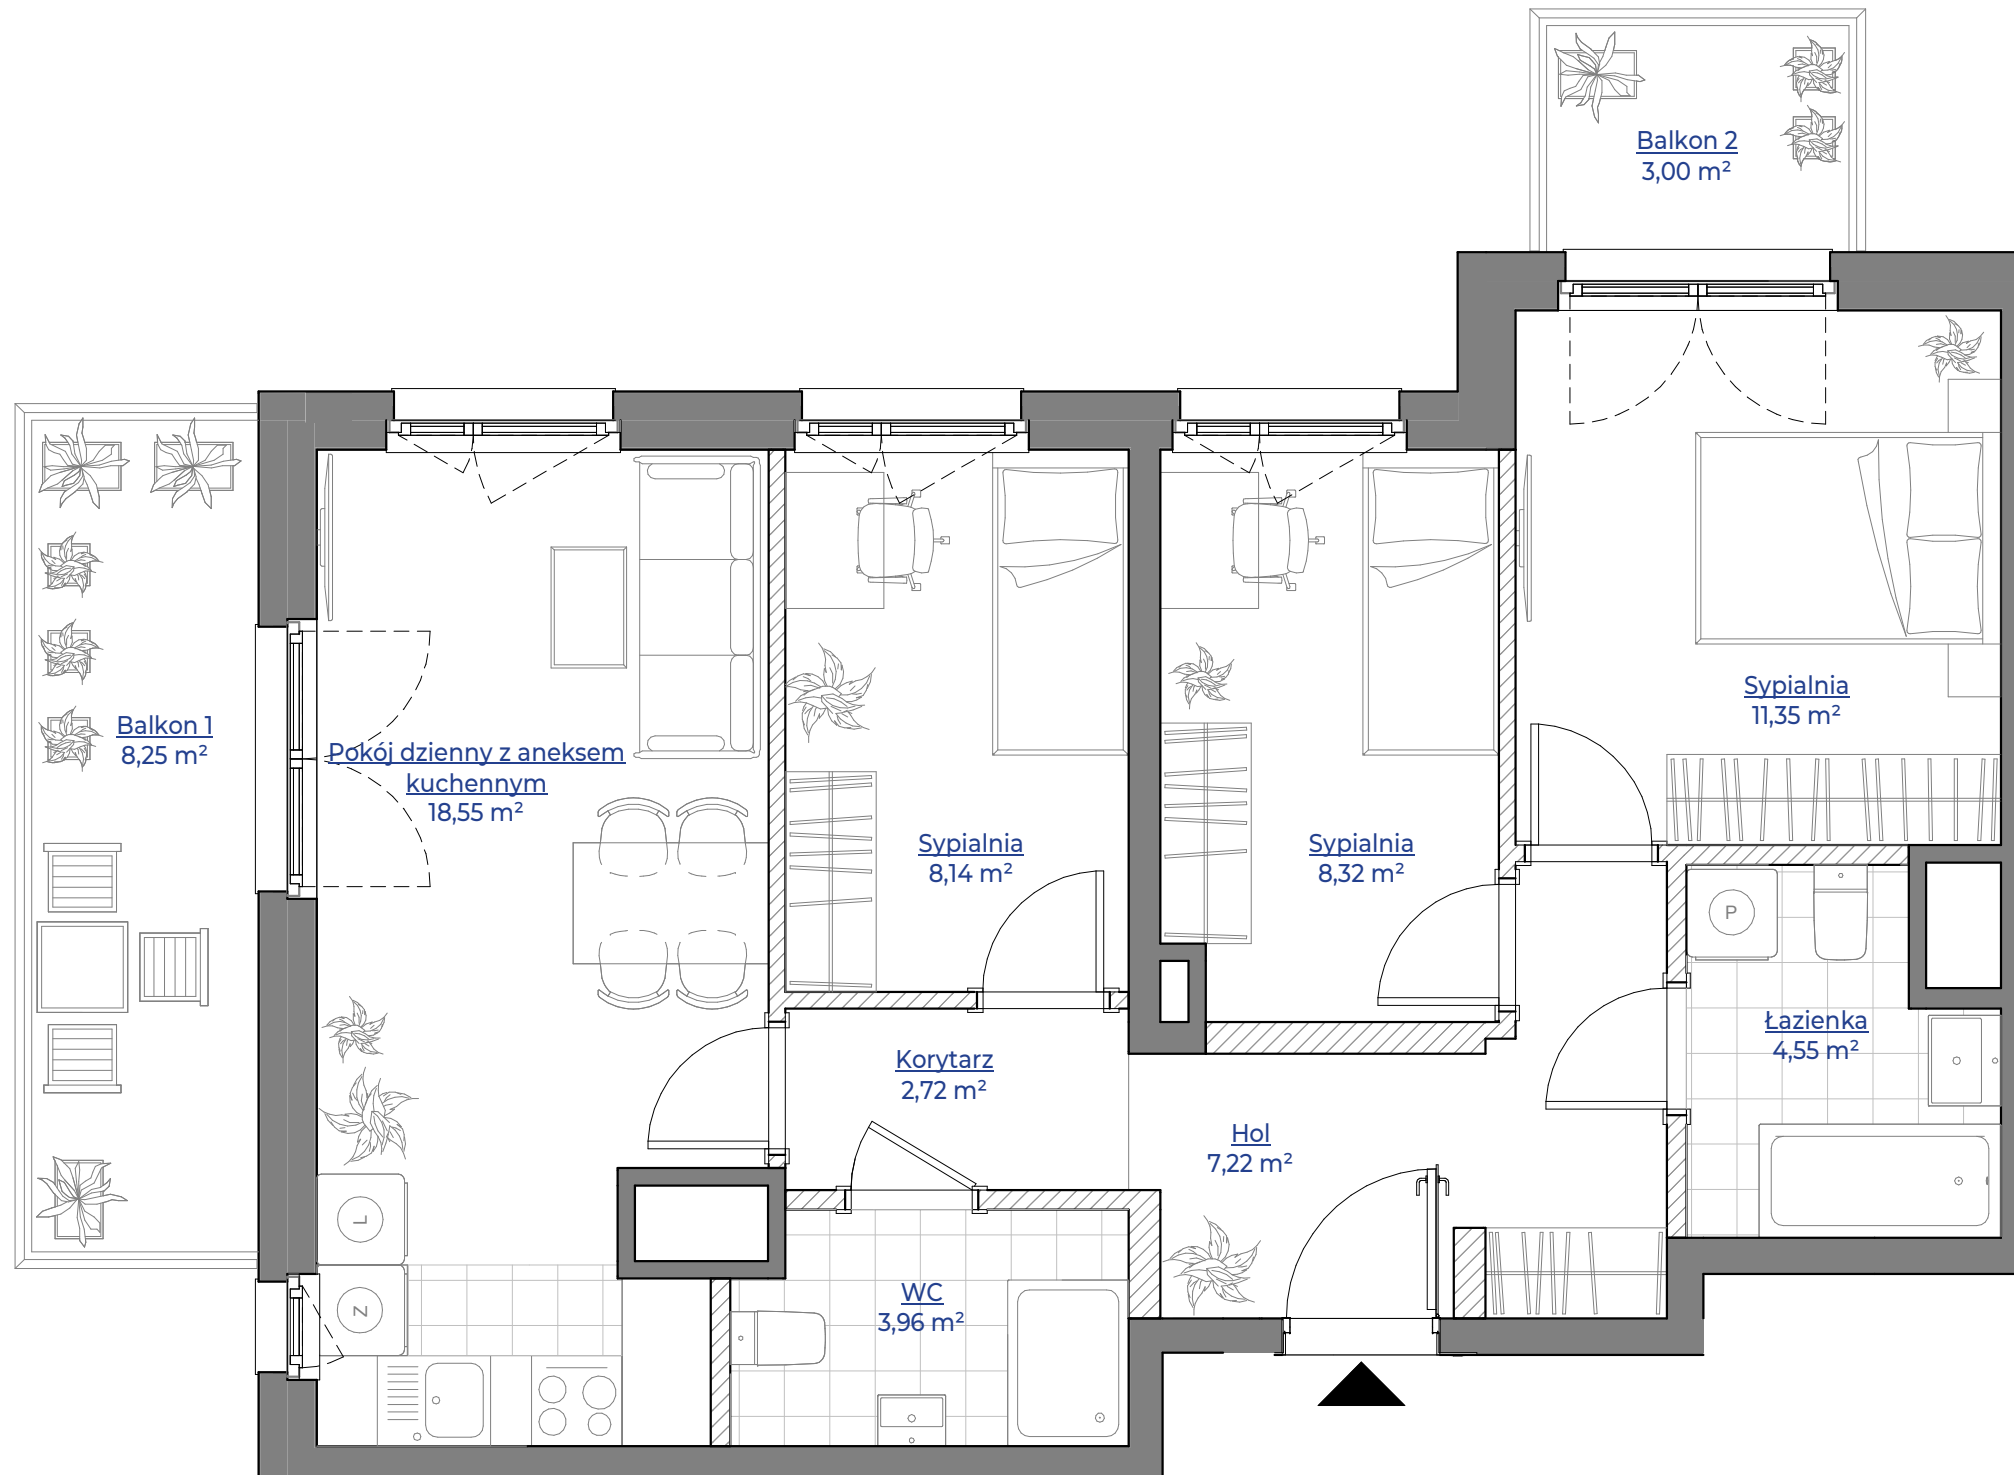 Balkon 2
3,00 m²
Balkon 1
8,25 m²
Pokój dzienny z aneksem
kuchennym
18,55 m²
Sypialnia
8,14 m²
Sypialnia
8,32 m²
Sypialnia
11,35 m²
P
Łazienka
4,55 m²
Korytarz
2,72 m²
Hol
7,22 m²
L
Z
WC
3,96 m²